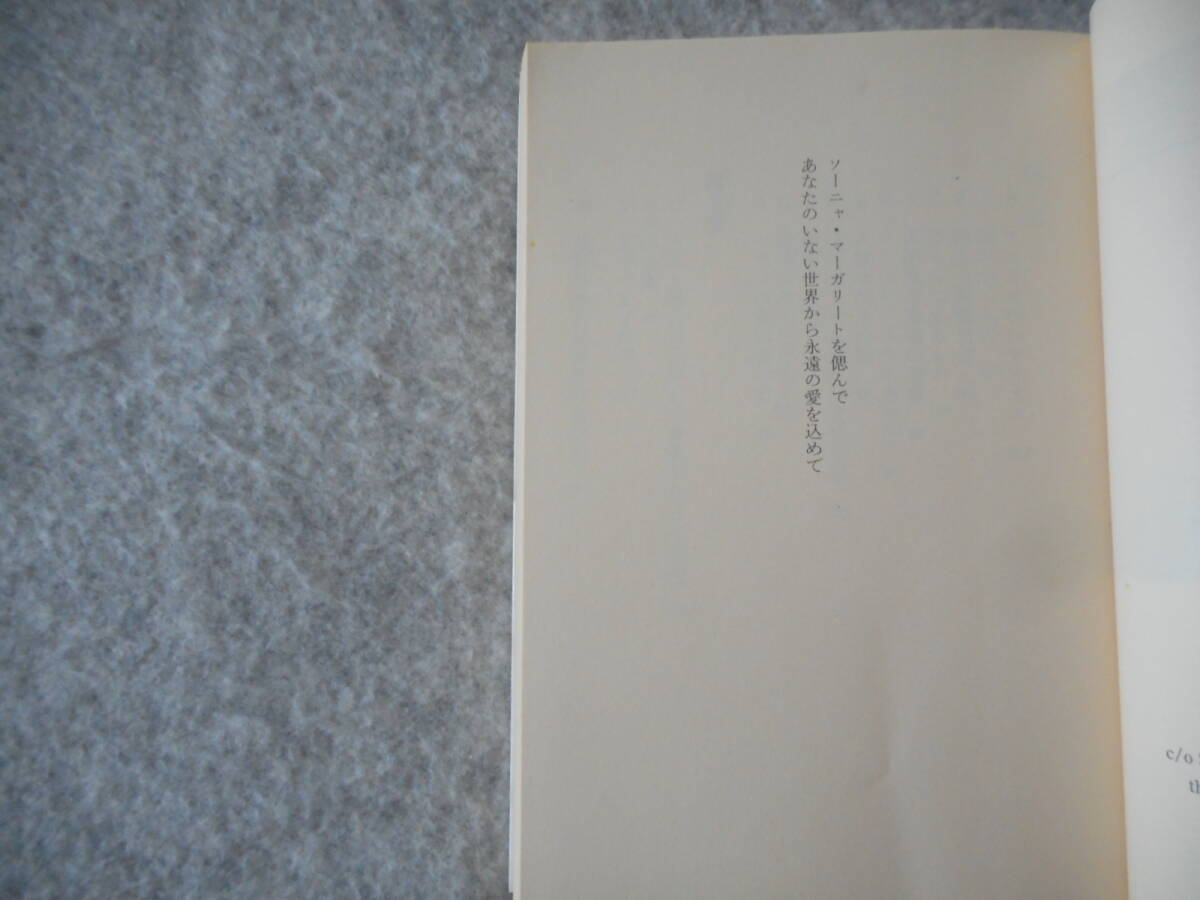 ソーニャ・マーガリートを偲んで
あなたのいない世界から永遠の愛を込めて
c/o
th